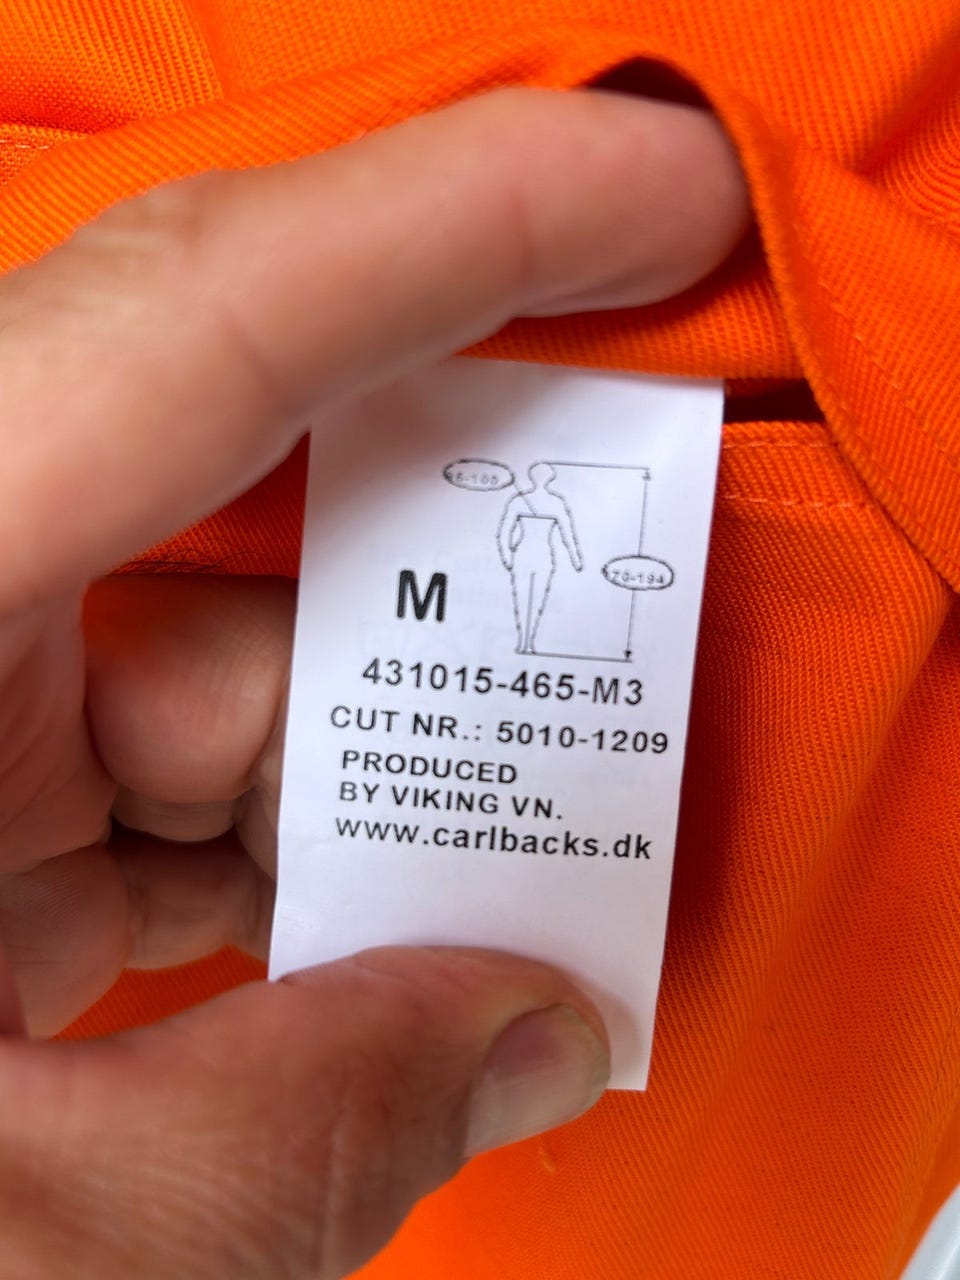 M
431015-465-M3
CUT NR.: 5010-1209
PRODUCED
BY VIKING VN.
www.carlbacks.dk